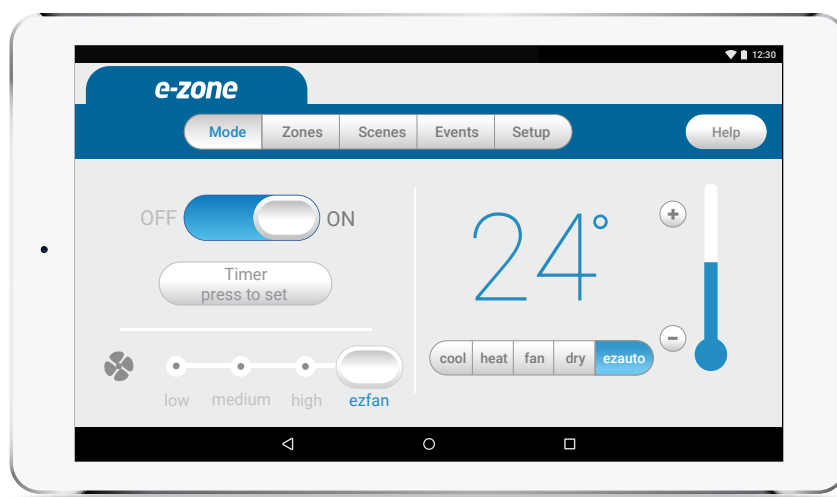 12:30
e-zone
Mode Zones Scenes Events Setup Help
OFF ON
24°
Timer
press to set
cool heat fan dry ezauto
low medium high ezfan